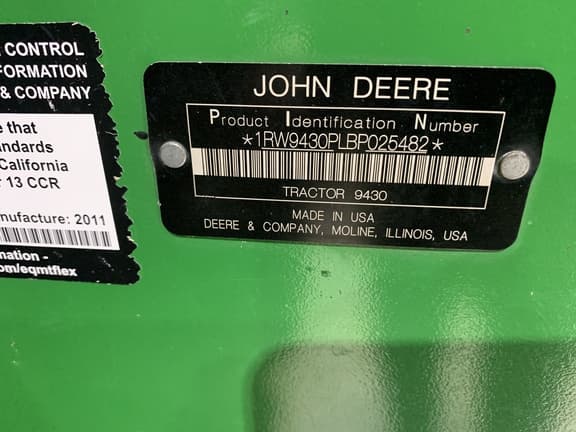 CONTROL
FORMATION
& COMPANY
e that
andards
California
13 CCR
anufacture: 2011
mation -
om/eqmtflex
JOHN DEERE
Product Identification Number
*1RW9430PLBP025482*
TRACTOR 9430
MADE IN USA
DEERE & COMPANY, MOLINE, ILLINOIS, USA